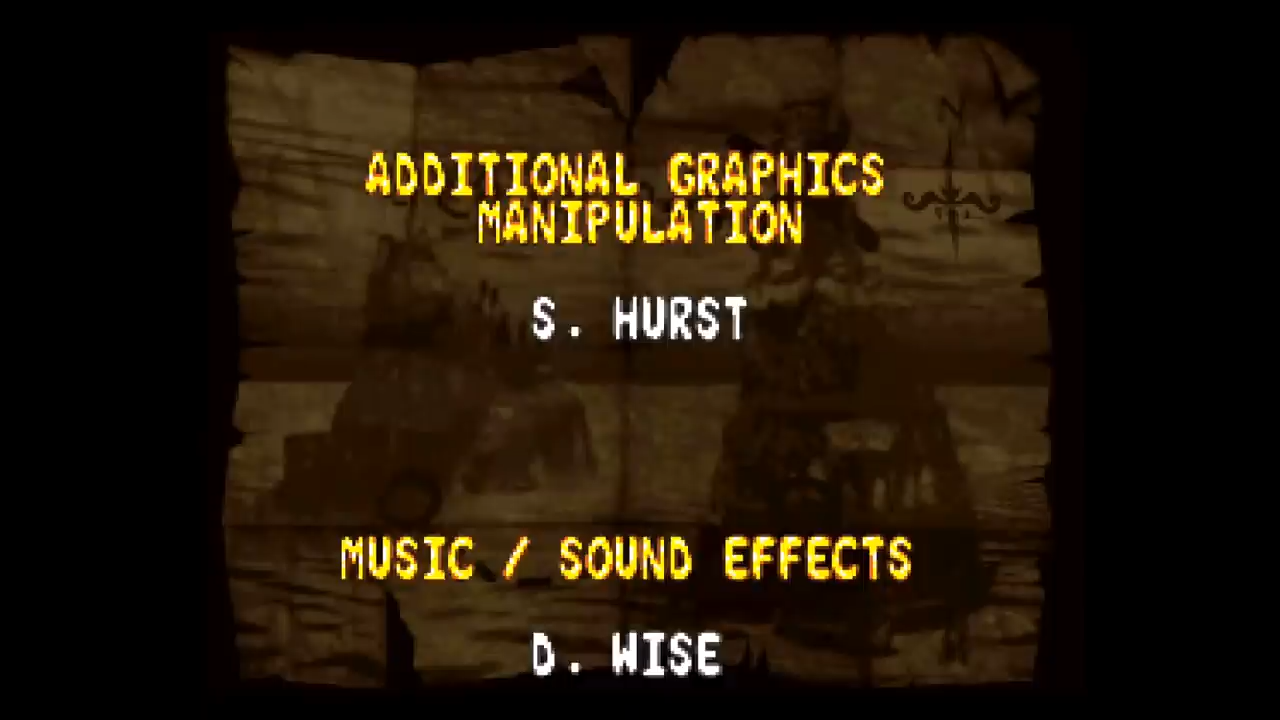 ADDITIONAL GRAPHICS
MANIPULATION
S. HURST
MUSIC / SOUND EFFECTS
D. WISE
N